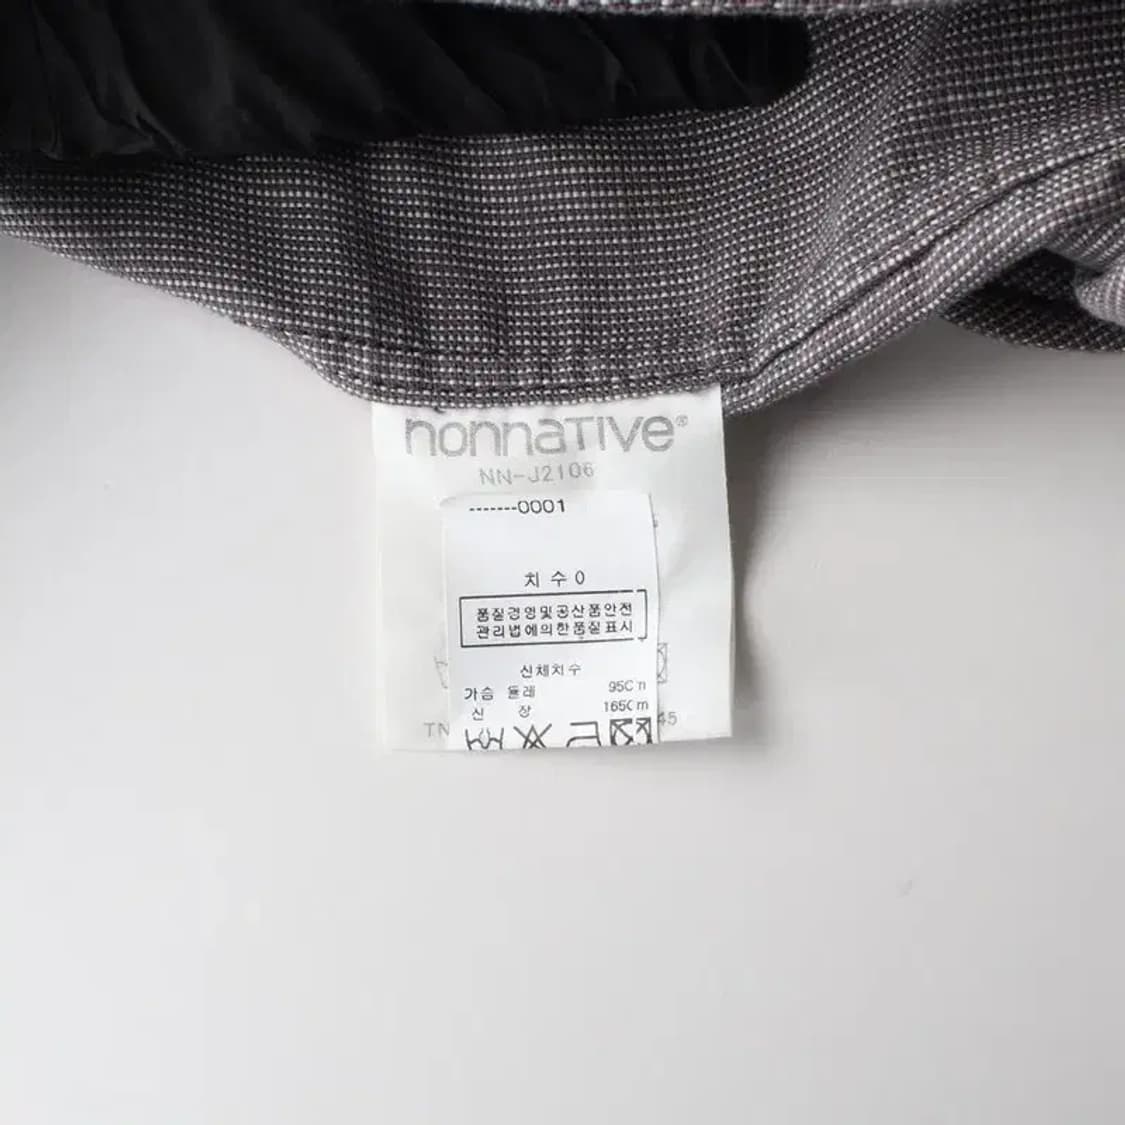 nonnative®
NN-J2106
-------0001
치 수 0
품질경영및공산품안전
관리법에의한품질표시
신체치수
가슴 둘레 95Cm
신 장 165Cm
TN
45